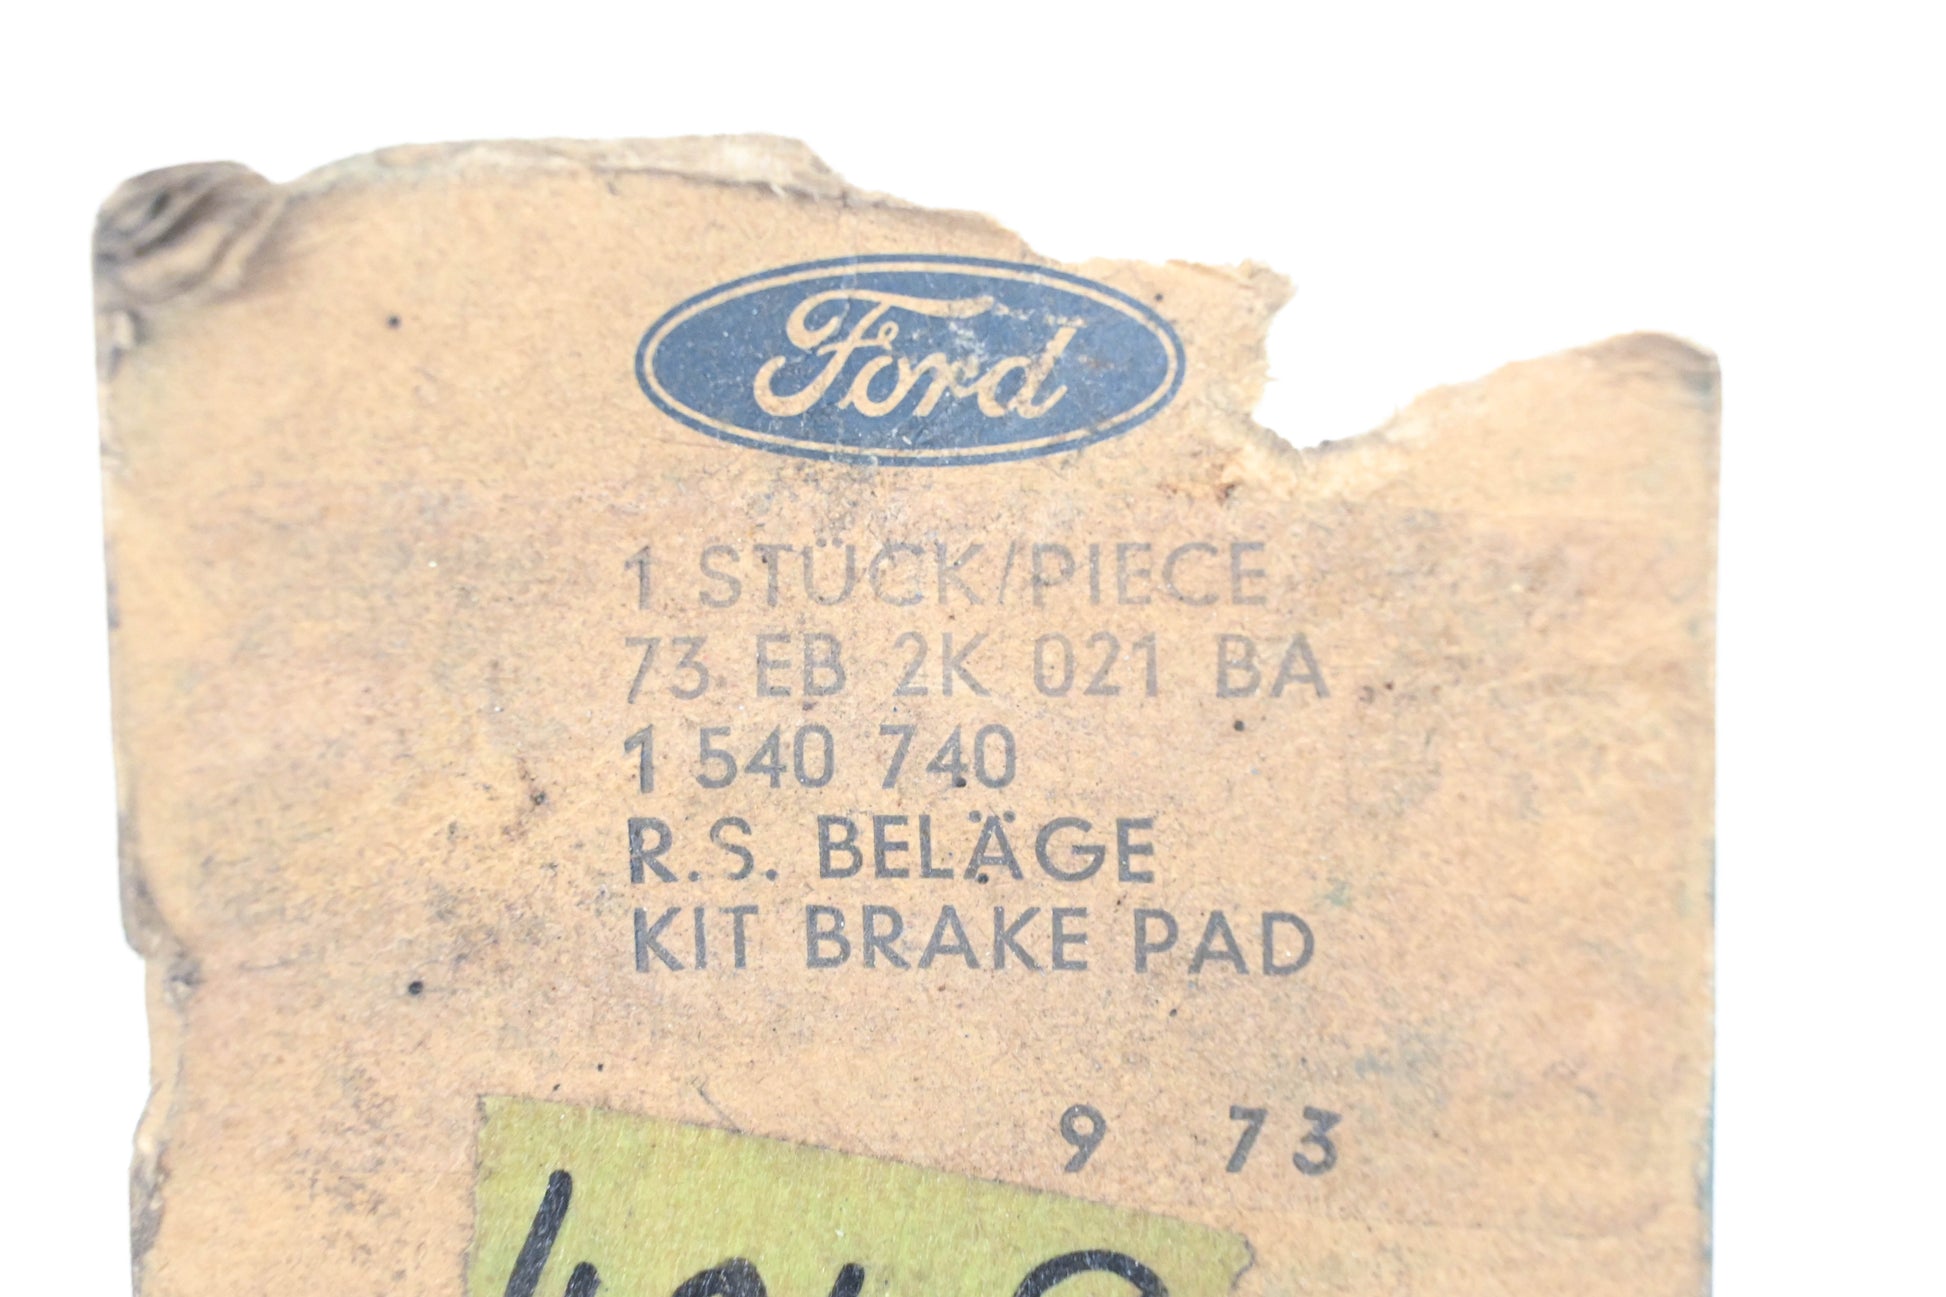 Ford
1 STÜCK/PIECE
73 EB 2K 021 BA
1 540 740
R.S. BELÄGE
KIT BRAKE PAD
9 73